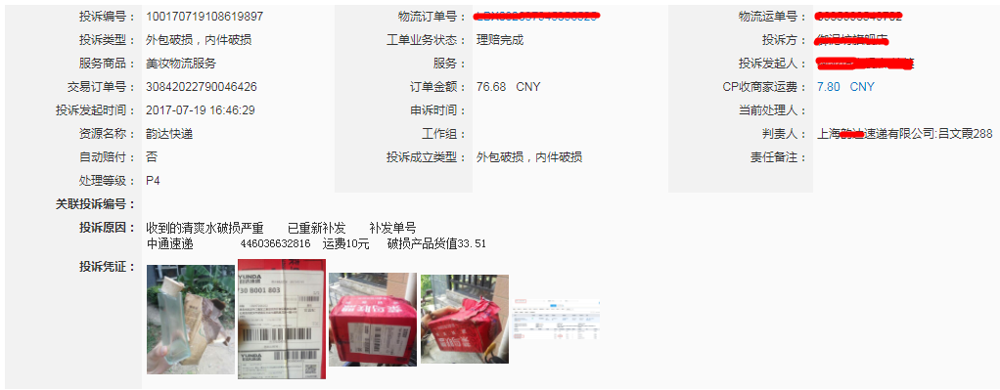 投诉编号： 100170719108619897 物流订单号： 物流运单号：
投诉类型： 外包破损，内件破损 工单业务状态： 理赔完成 投诉方：
服务商品： 美妆物流服务 服务： 投诉发起人：
交易订单号： 30842022790046426 订单金额： 76.68 CNY CP收商家运费： 7.80 CNY
投诉发起时间： 2017-07-19 16:46:29 申诉时间： 当前处理人：
资源名称： 韵达快递 工作组： 判责人： 上海 速递有限公司:吕文霞288
自动赔付： 否 投诉成立类型： 外包破损，内件破损 责任备注：
处理等级： P4
关联投诉编号：
投诉原因： 收到的清爽水破损严重 已重新补发 补发单号
中通速递 446036632816 运费10元 破损产品货值33.51
投诉凭证：
YUNDA
730 B001 803